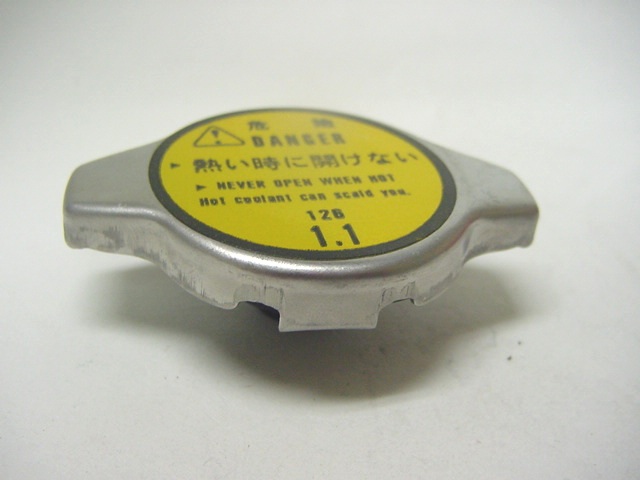 危険
DANGER
▶ 熱い時に開けない
▶ NEVER OPEN WHEN HOT
Hot coolant can scald you.
126
1.1